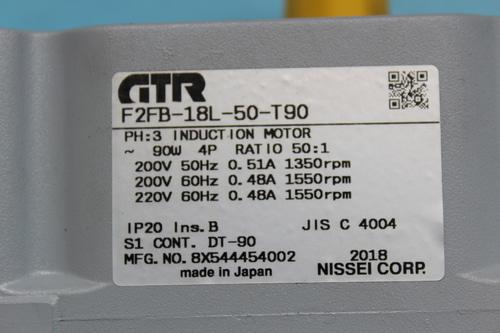 GTR
F2FB-18L-50-T90
PH:3 INDUCTION MOTOR
~ 90W 4P RATIO 50:1
200V 50Hz 0.51A 1350rpm
200V 60Hz 0.48A 1550rpm
220V 60Hz 0.48A 1550rpm
IP20 Ins.B JIS C 4004
S1 CONT. DT-90
MFG.NO.8X544454002 2018
made in Japan NISSEI CORP.